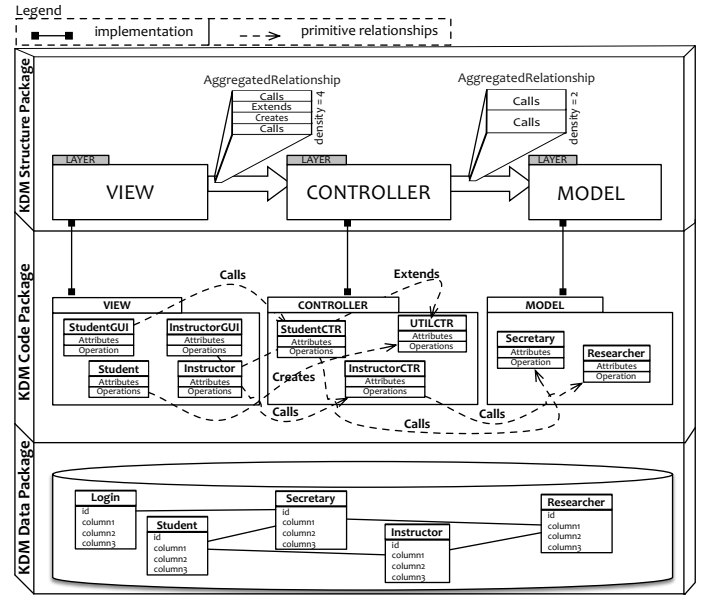 Legend
implementation
primitive relationships
KDM Structure Package
AggregatedRelationship
Calls
Extends
Creates
Calls
density = 4
AggregatedRelationship
Calls
Calls
density = 2
LAYER
VIEW
LAYER
CONTROLLER
LAYER
MODEL
KDM Code Package
Calls
Extends
VIEW
CONTROLLER
MODEL
StudentGUI
Attributes
Operation
InstructorGUI
Attributes
Operations
StudentCTR
Attributes
Operations
UTILCTR
Attributes
Operations
Secretary
Attributes
Operation
Researcher
Attributes
Operation
Student
Attributes
Operations
Instructor
Attributes
Operations
Creates
InstructorCTR
Attributes
Operations
Calls
Calls
Calls
KDM Data Package
Login
id
column1
column2
column3
Student
id
column1
column2
column3
Secretary
id
column1
column2
column3
Instructor
id
column1
column2
column3
Researcher
id
column1
column2
column3